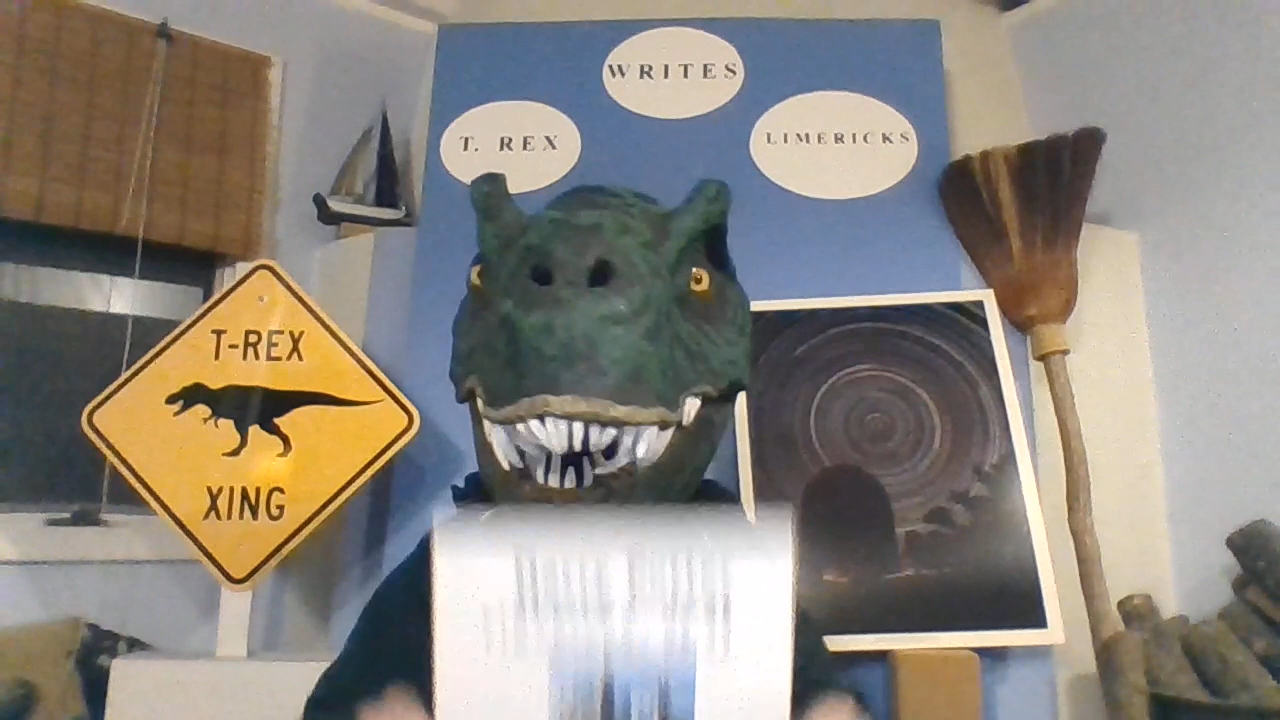 T. REX
WRITES
LIMERICKS
T-REX
XING